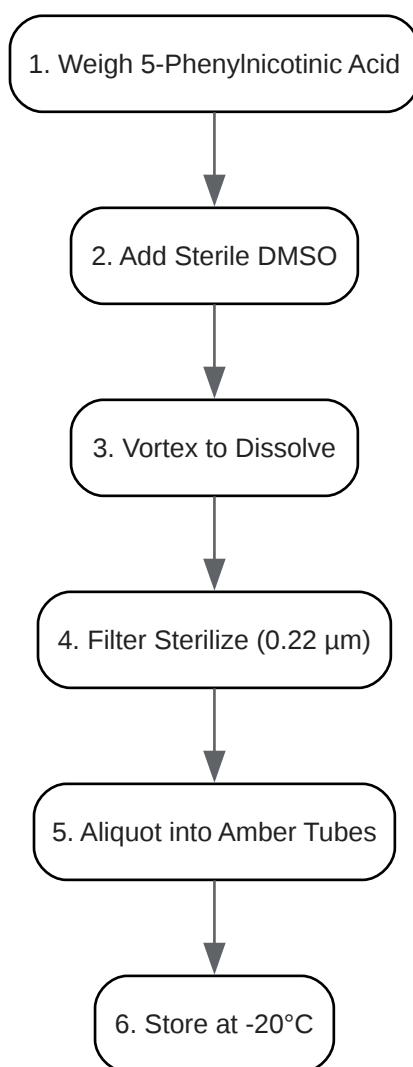 1. Weigh 5-Phenylnicotinic Acid
2. Add Sterile DMSO
3. Vortex to Dissolve
4. Filter Sterilize (0.22 µm)
5. Aliquot into Amber Tubes
6. Store at -20°C